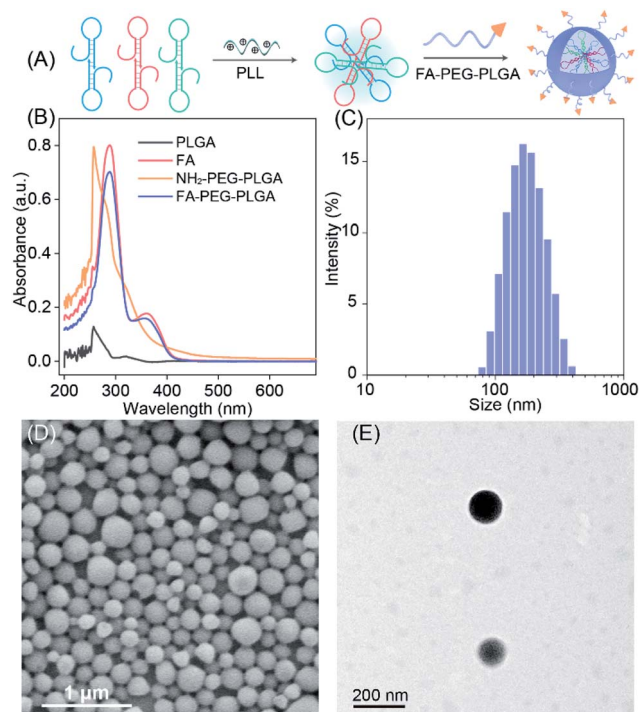 (A)
PLL
FA-PEG-PLGA
(B)
PLGA
FA
NH₂-PEG-PLGA
FA-PEG-PLGA
Absorbance (a.u.)
0.8
0.6
0.4
0.2
0.0
200 300 400 500 600
Wavelength (nm)
(C)
Intensity (%)
15
10
5
0
10 100 1000
Size (nm)
(D)
1 μm
(E)
200 nm